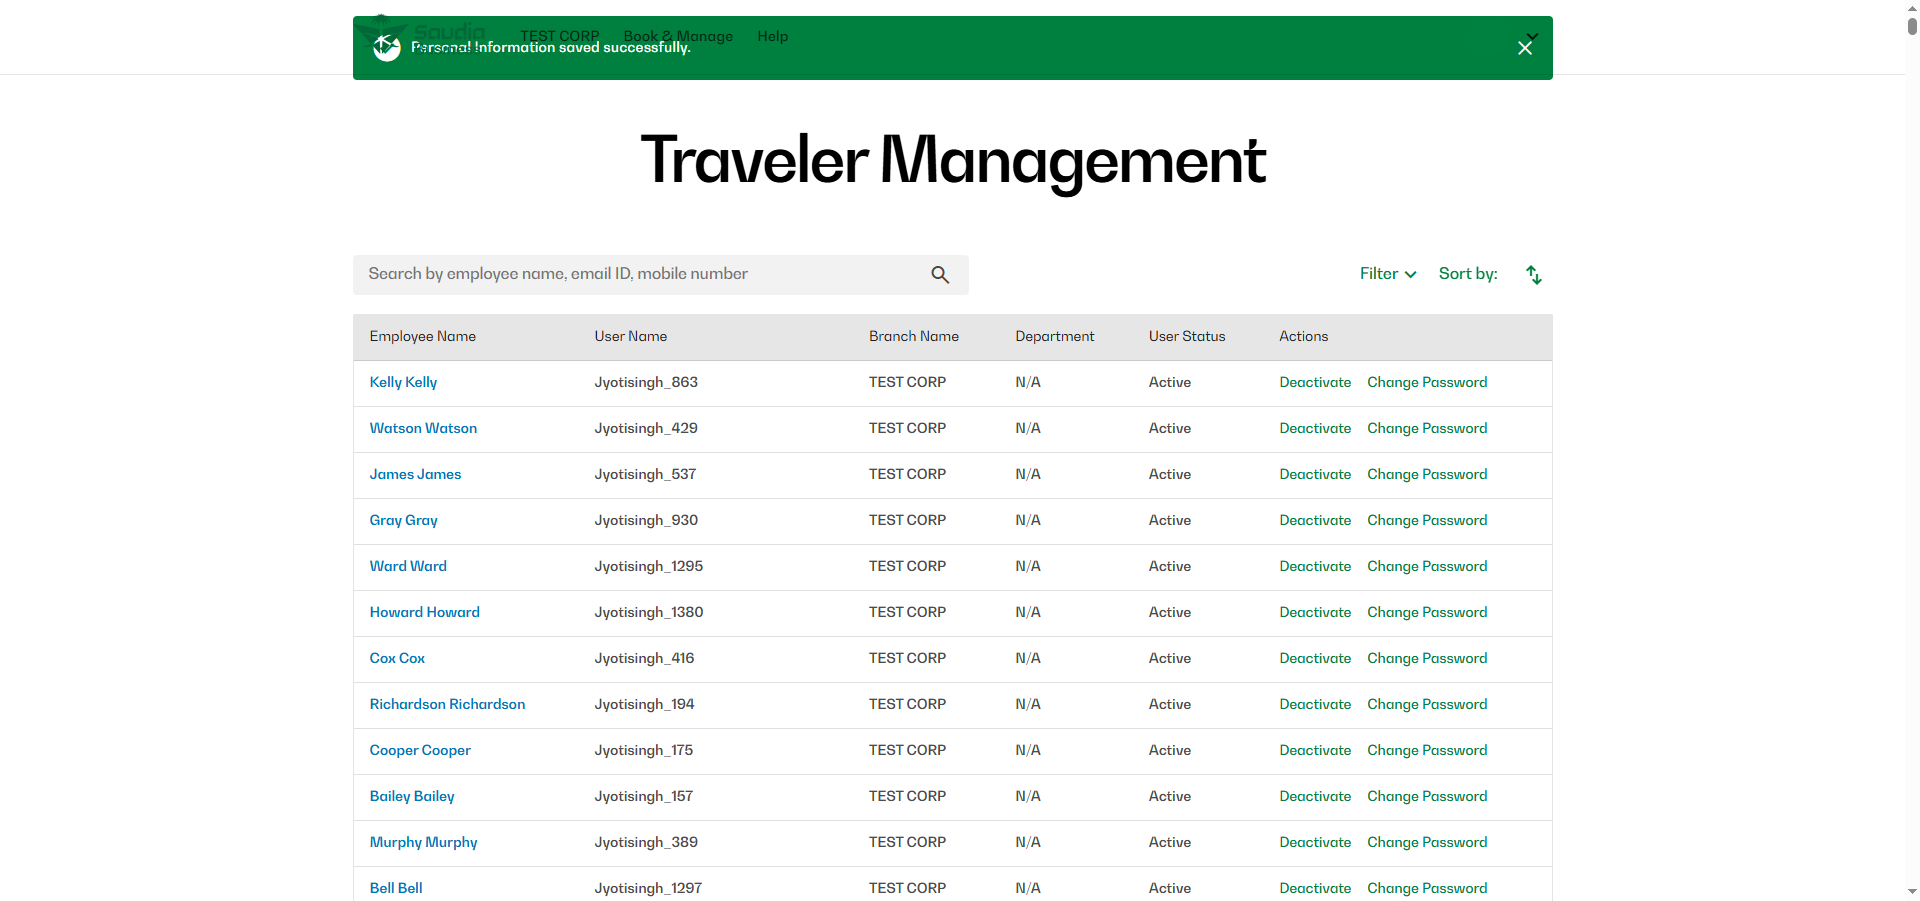 Saudia
TEST CORP Book & Manage Help
Personal Information saved successfully.
Traveler Management
Search by employee name, email ID, mobile number
Filter Sort by:
Employee Name User Name Branch Name Department User Status Actions
Kelly Kelly Jyotisingh_863 TEST CORP N/A Active Deactivate Change Password
Watson Watson Jyotisingh_429 TEST CORP N/A Active Deactivate Change Password
James James Jyotisingh_537 TEST CORP N/A Active Deactivate Change Password
Gray Gray Jyotisingh_930 TEST CORP N/A Active Deactivate Change Password
Ward Ward Jyotisingh_1295 TEST CORP N/A Active Deactivate Change Password
Howard Howard Jyotisingh_1380 TEST CORP N/A Active Deactivate Change Password
Cox Cox Jyotisingh_416 TEST CORP N/A Active Deactivate Change Password
Richardson Richardson Jyotisingh_194 TEST CORP N/A Active Deactivate Change Password
Cooper Cooper Jyotisingh_175 TEST CORP N/A Active Deactivate Change Password
Bailey Bailey Jyotisingh_157 TEST CORP N/A Active Deactivate Change Password
Murphy Murphy Jyotisingh_389 TEST CORP N/A Active Deactivate Change Password
Bell Bell Jyotisingh_1297 TEST CORP N/A Active Deactivate Change Password